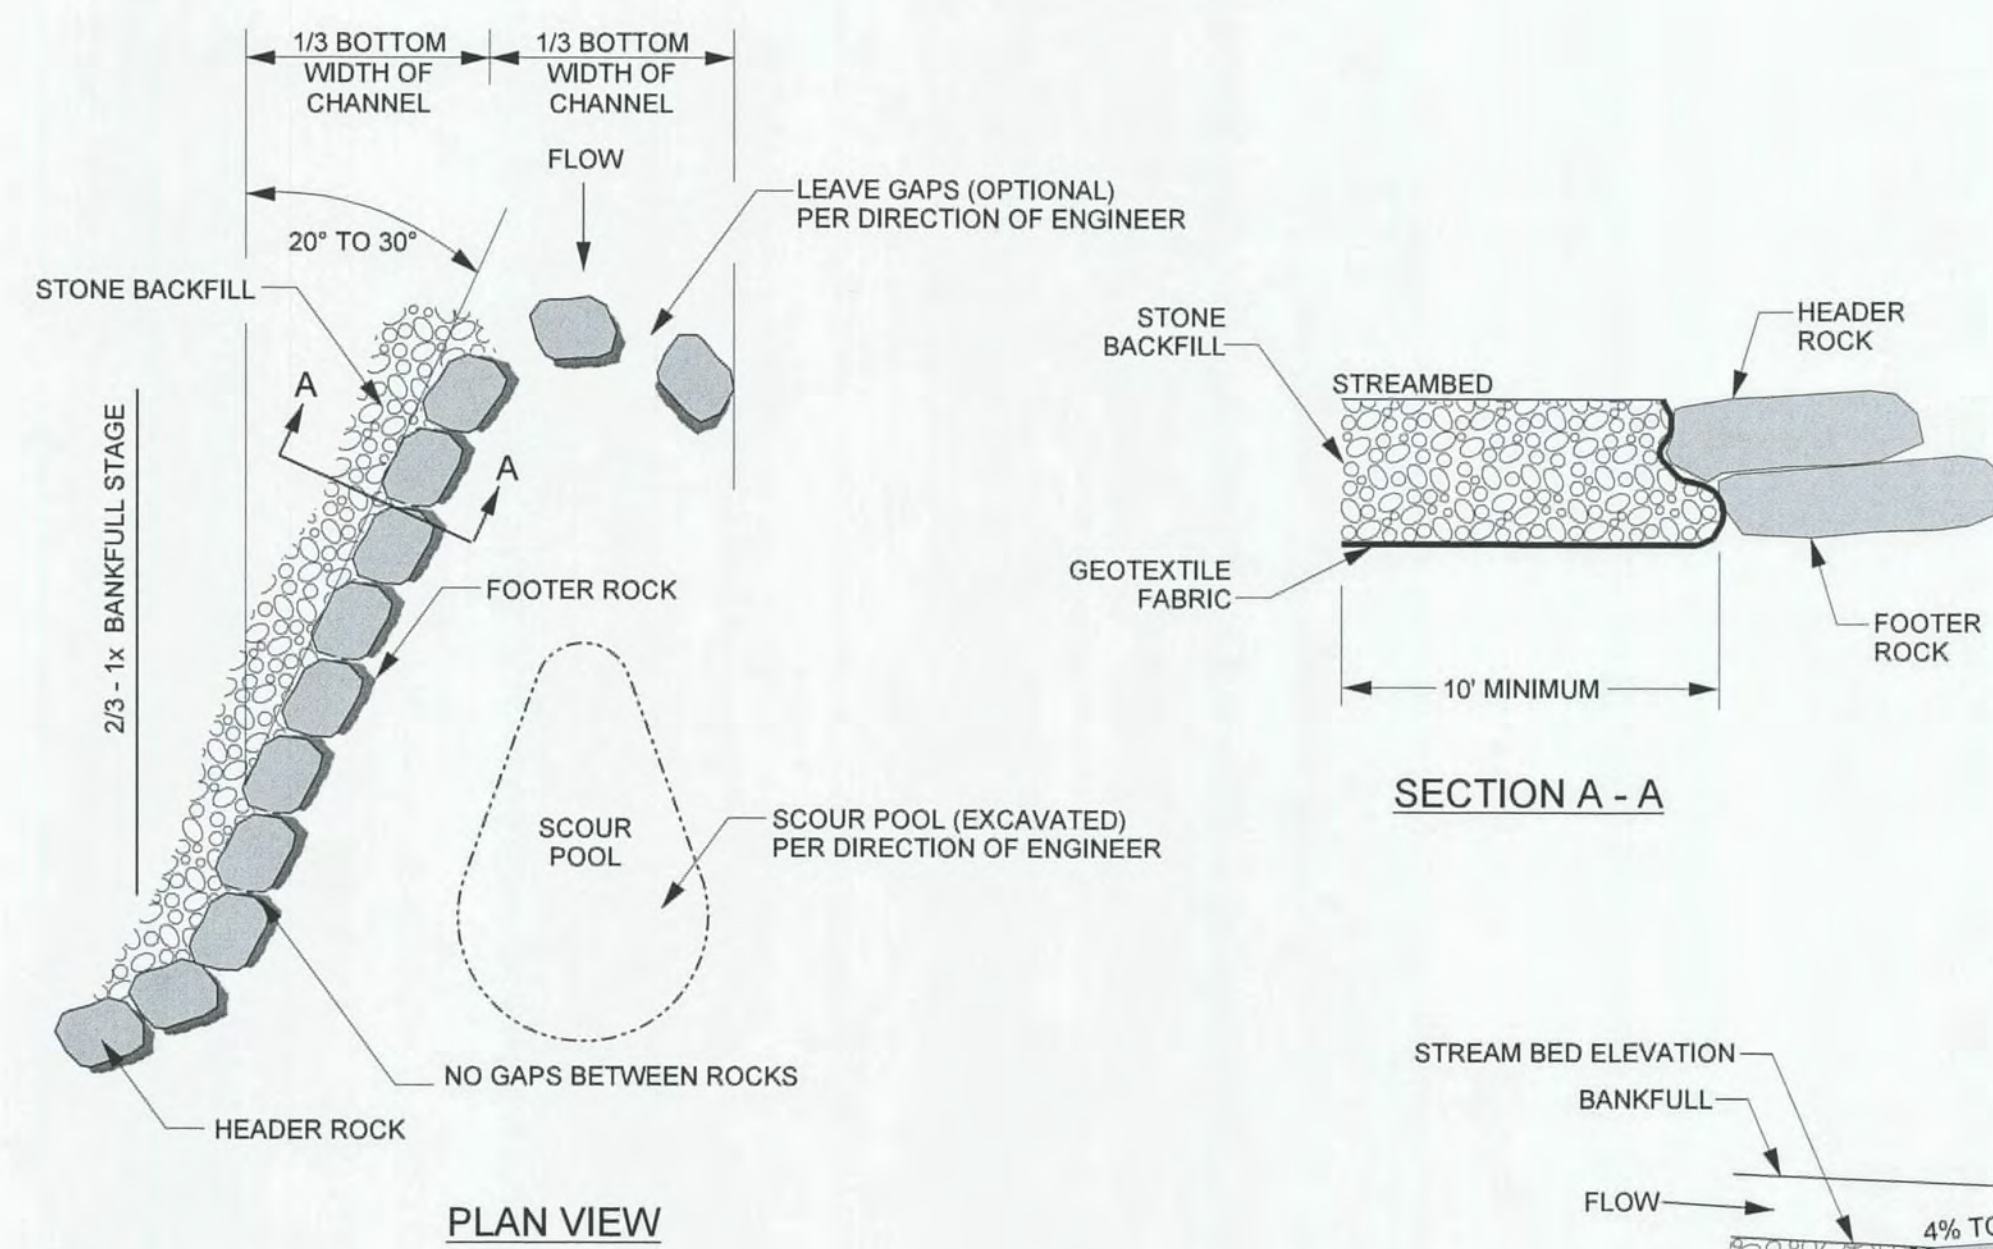 1/3 BOTTOM
WIDTH OF
CHANNEL
1/3 BOTTOM
WIDTH OF
CHANNEL
FLOW
LEAVE GAPS (OPTIONAL)
PER DIRECTION OF ENGINEER
20° TO 30°
STONE BACKFILL
A
A
2/3 - 1x BANKFULL STAGE
FOOTER ROCK
SCOUR
POOL
SCOUR POOL (EXCAVATED)
PER DIRECTION OF ENGINEER
NO GAPS BETWEEN ROCKS
HEADER ROCK
PLAN VIEW
STONE
BACKFILL
HEADER
ROCK
STREAMBED
GEOTEXTILE
FABRIC
FOOTER
ROCK
10' MINIMUM
SECTION A - A
STREAM BED ELEVATION
BANKFULL
FLOW
4% TO